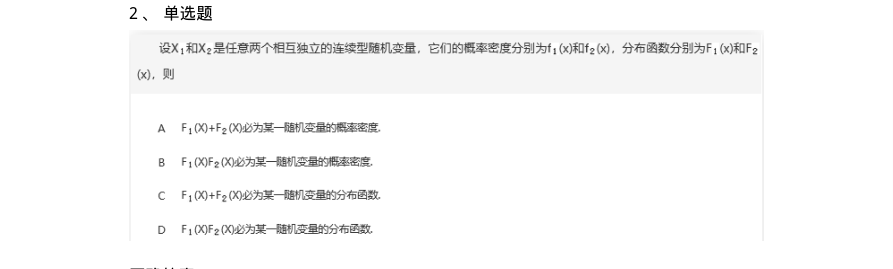 2 、 单选题
设X₁和X₂是任意两个相互独立的连续型随机变量，它们的概率密度分别为f₁(x)和f₂(x)，分布函数分别为F₁(x)和F₂
(x)，则
A F₁(X)+F₂(X)必为某一随机变量的概率密度.
B F₁(X)F₂(X)必为某一随机变量的概率密度.
C F₁(X)+F₂(X)必为某一随机变量的分布函数.
D F₁(X)F₂(X)必为某一随机变量的分布函数.